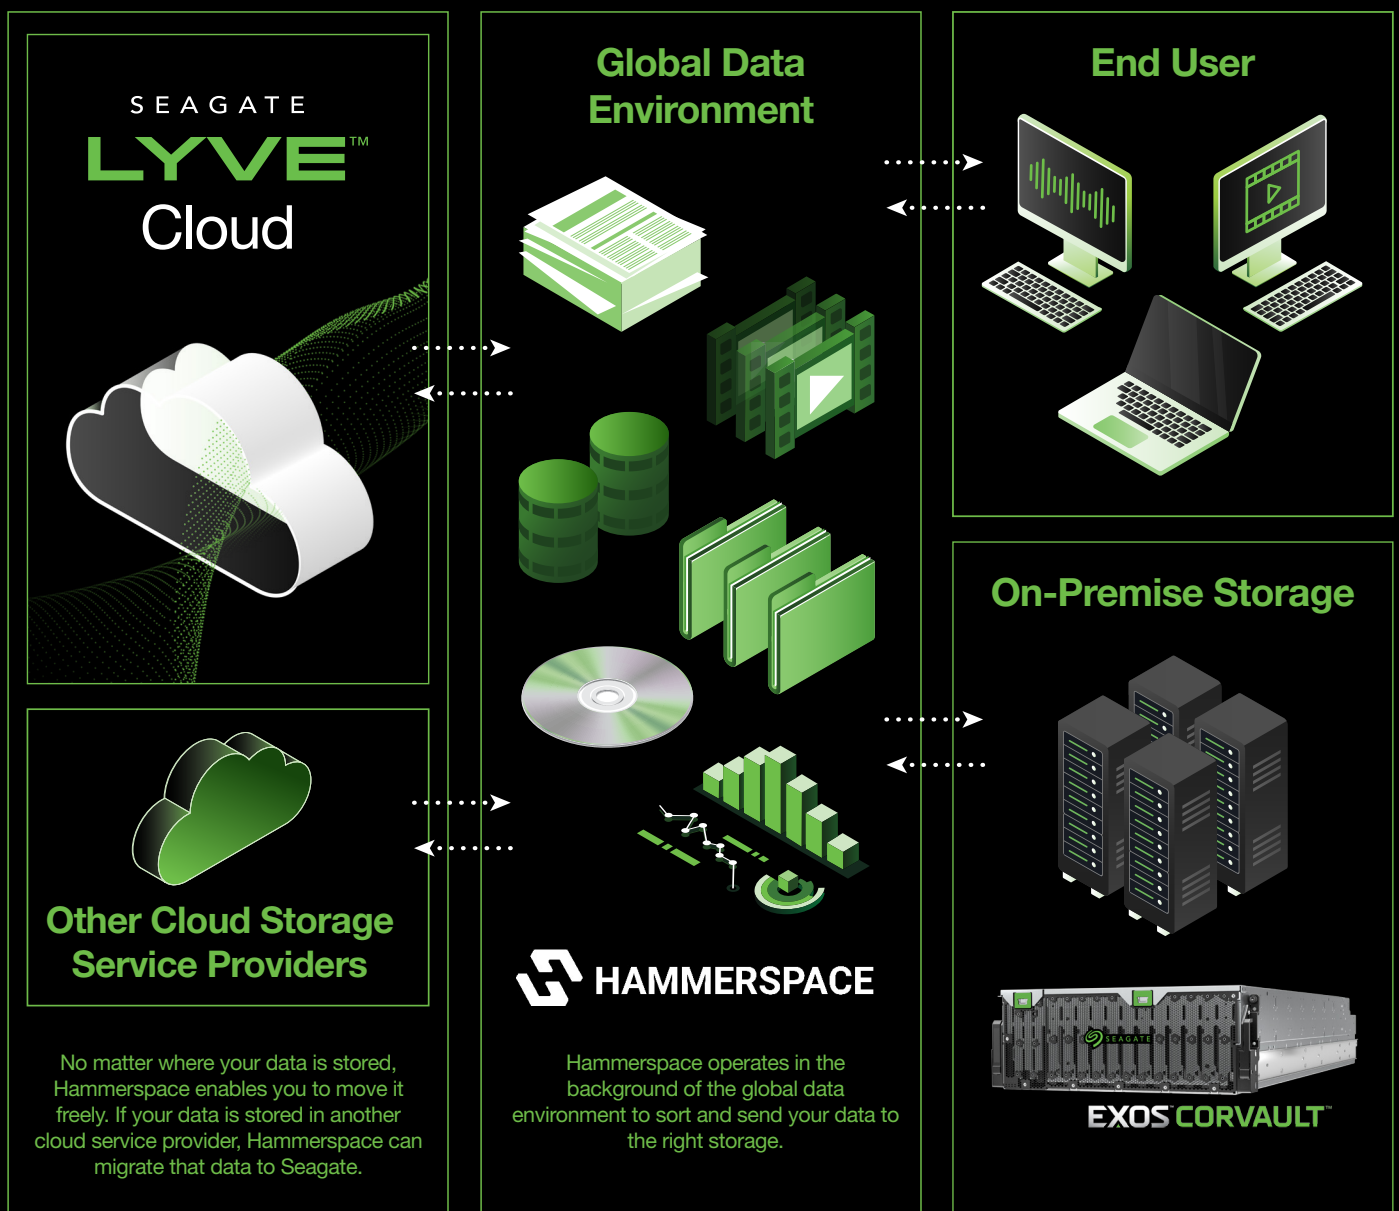 SEAGATE
LYVE™
Cloud
Other Cloud Storage
Service Providers
No matter where your data is stored,
Hammerspace enables you to move it
freely. If your data is stored in another
cloud service provider, Hammerspace can
migrate that data to Seagate.
Global Data
Environment
HAMMERSPACE
Hammerspace operates in the
background of the global data
environment to sort and send your data to
the right storage.
End User
On-Premise Storage
SEAGATE
EXOS™ CORVAULT™